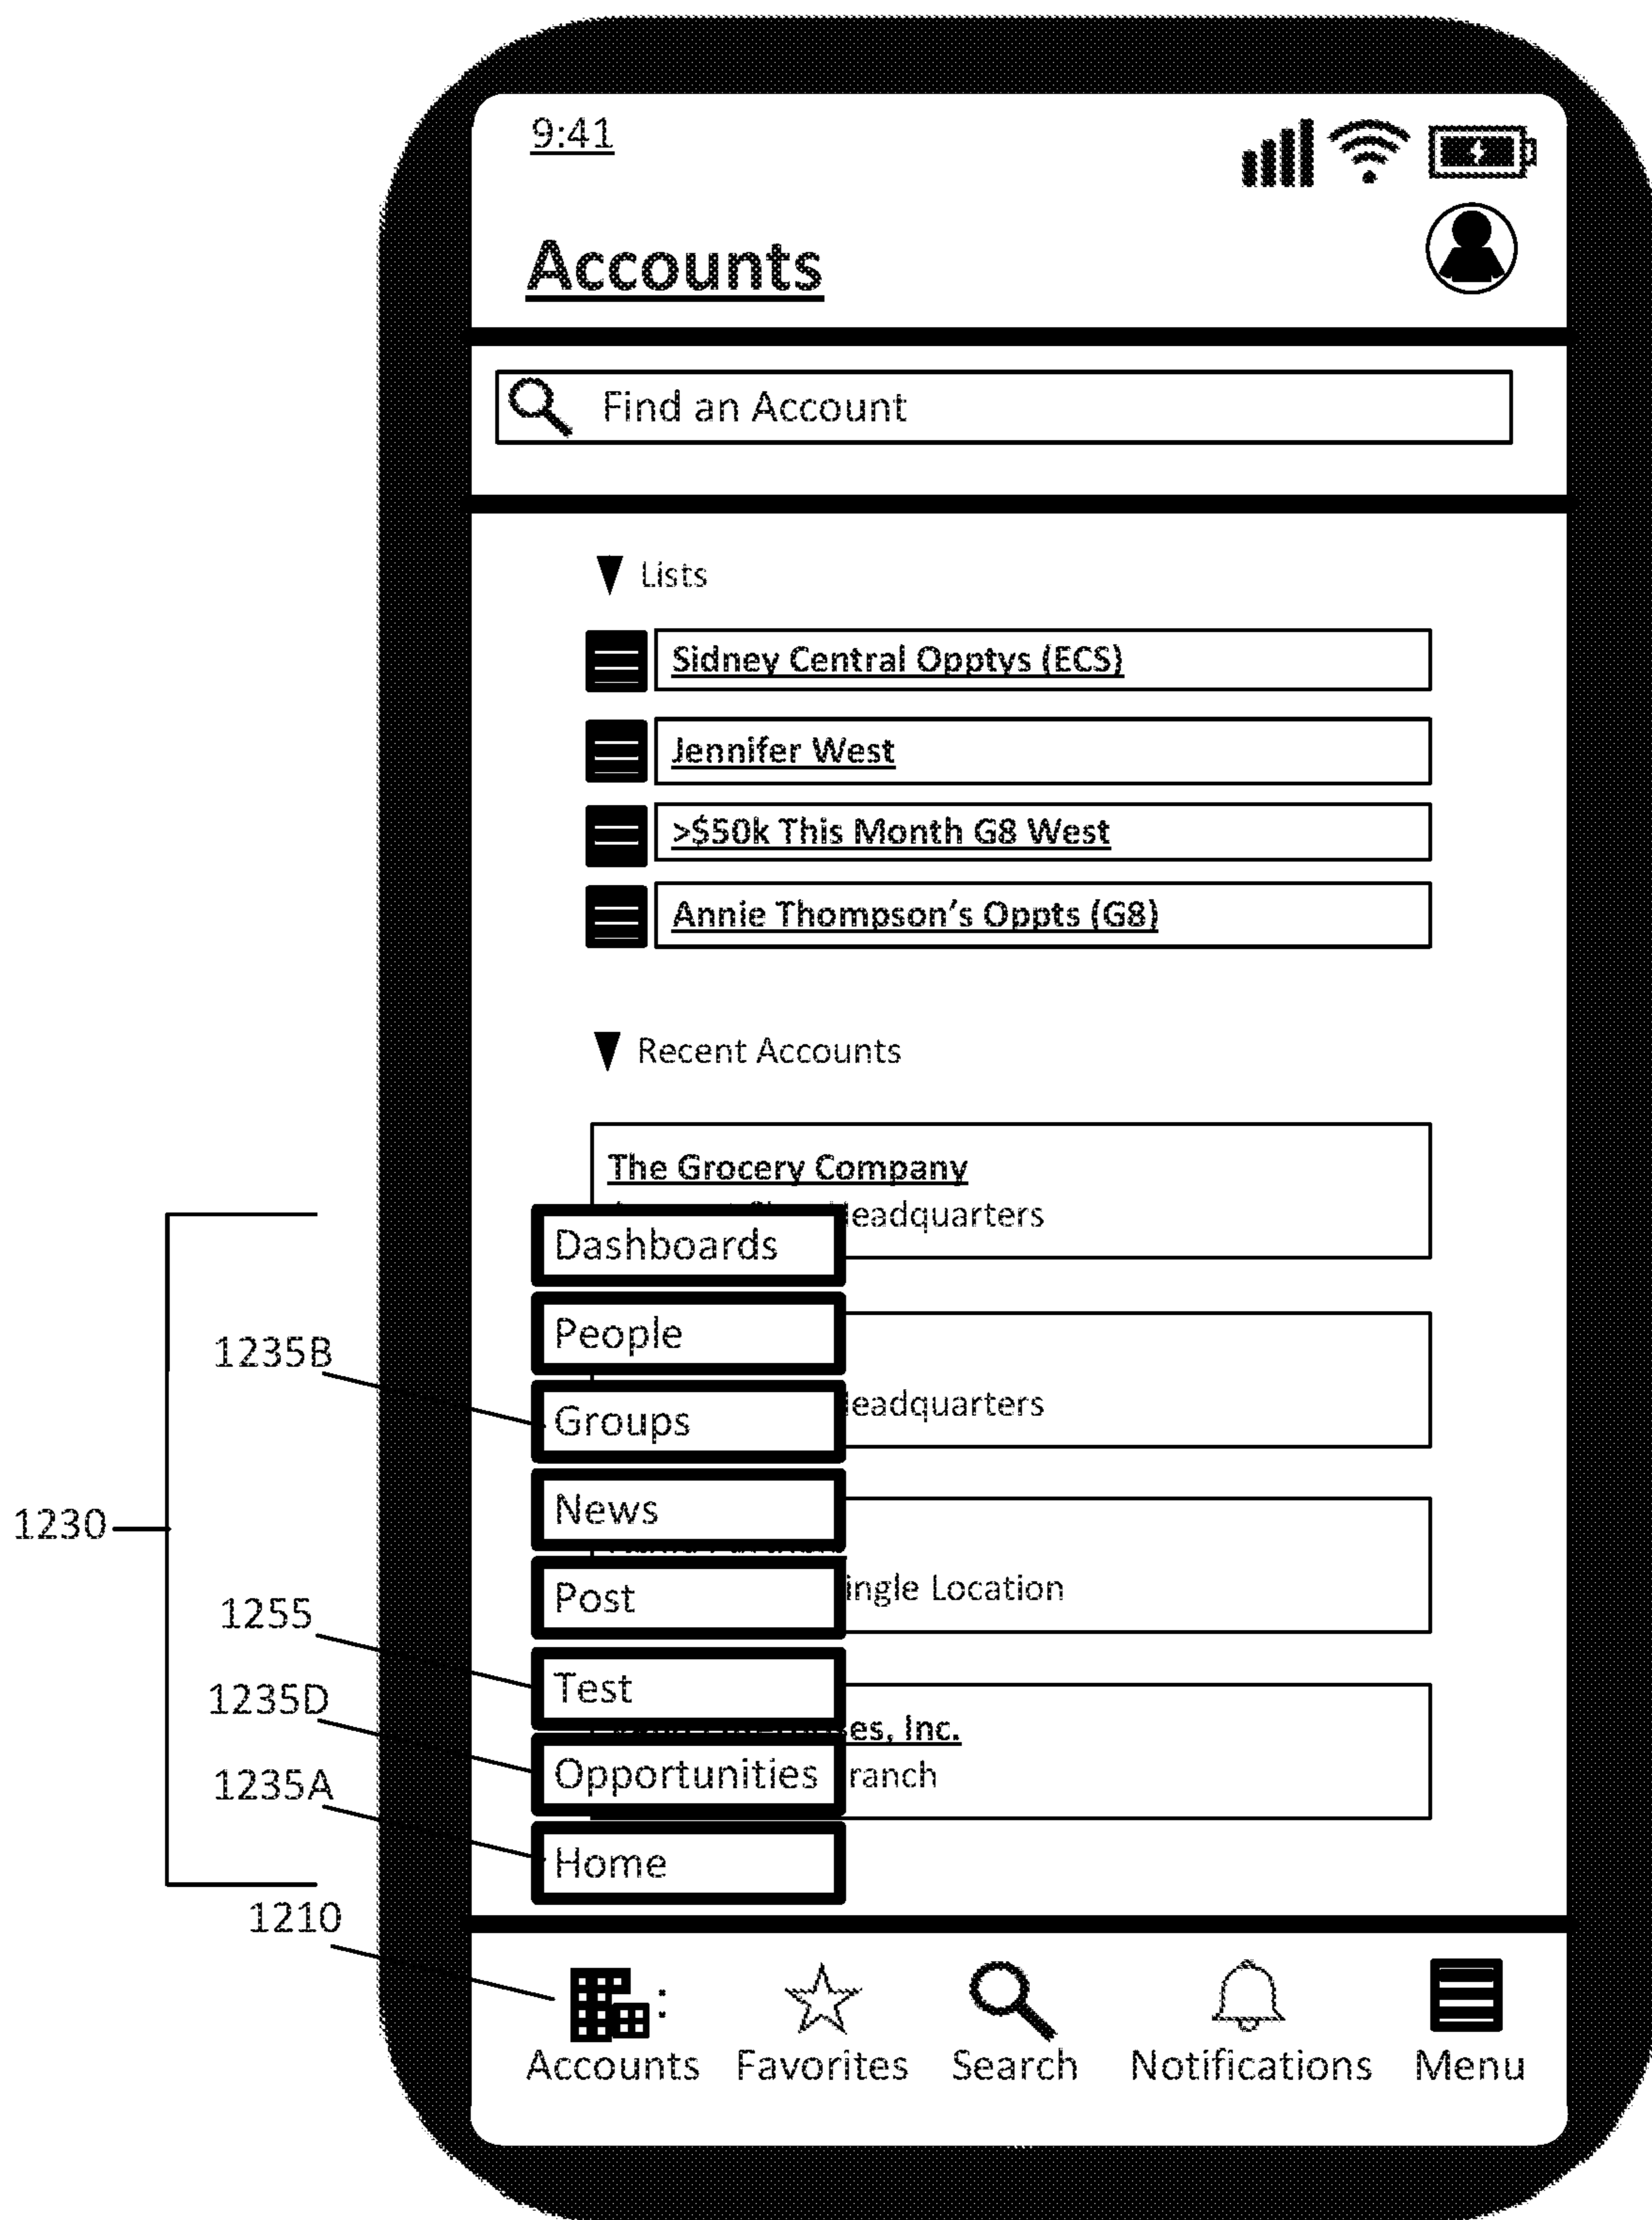 9:41
Accounts
Find an Account
Lists
Sidney Central Opptys (ECS)
Jennifer West
>$50k This Month G8 West
Annie Thompson's Oppts (G8)
Recent Accounts
The Grocery Company
eadquarters
Dashboards
People
1235B
eadquarters
Groups
News
1230
Post
ingle Location
1255
Test
1235D
es, Inc.
Opportunities
ranch
1235A
Home
1210
Accounts Favorites Search Notifications Menu